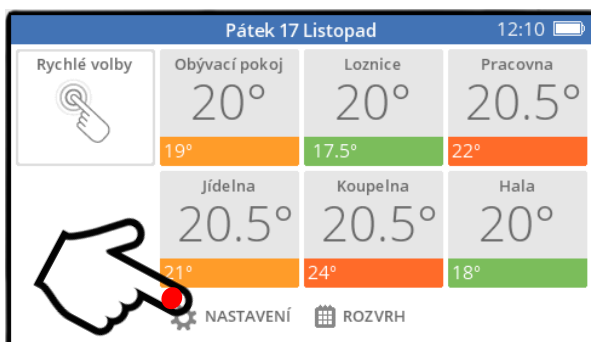 Pátek 17 Listopad 12:10
Rychlé volby
Obývací pokoj
20°
19°
Loznice
20°
17.5°
Pracovna
20.5°
22°
Jídelna
20.5°
21°
Koupelna
20.5°
24°
Hala
20°
18°
NASTAVENÍ ROZVRH